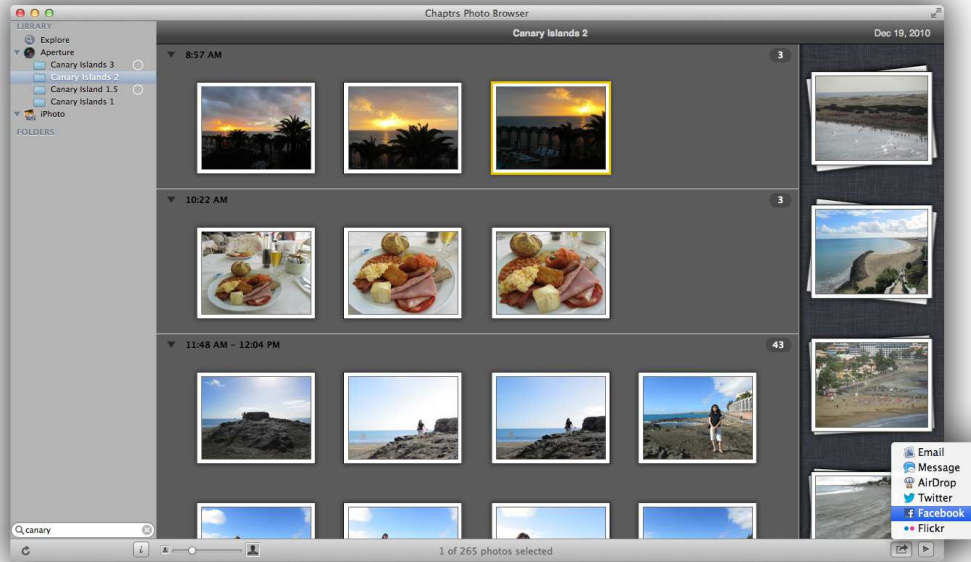 Chaptrs Photo Browser
LIBRARY
Explore
Aperture
Canary Islands 3
Canary Islands 2
Canary Island 1.5
Canary Islands 1
iPhoto
FOLDERS
Canary Islands 2
Dec 19, 2010
8:57 AM
3
10:22 AM
3
11:48 AM – 12:04 PM
43
Email
Message
AirDrop
Twitter
Facebook
Flickr
canary
i
1 of 265 photos selected